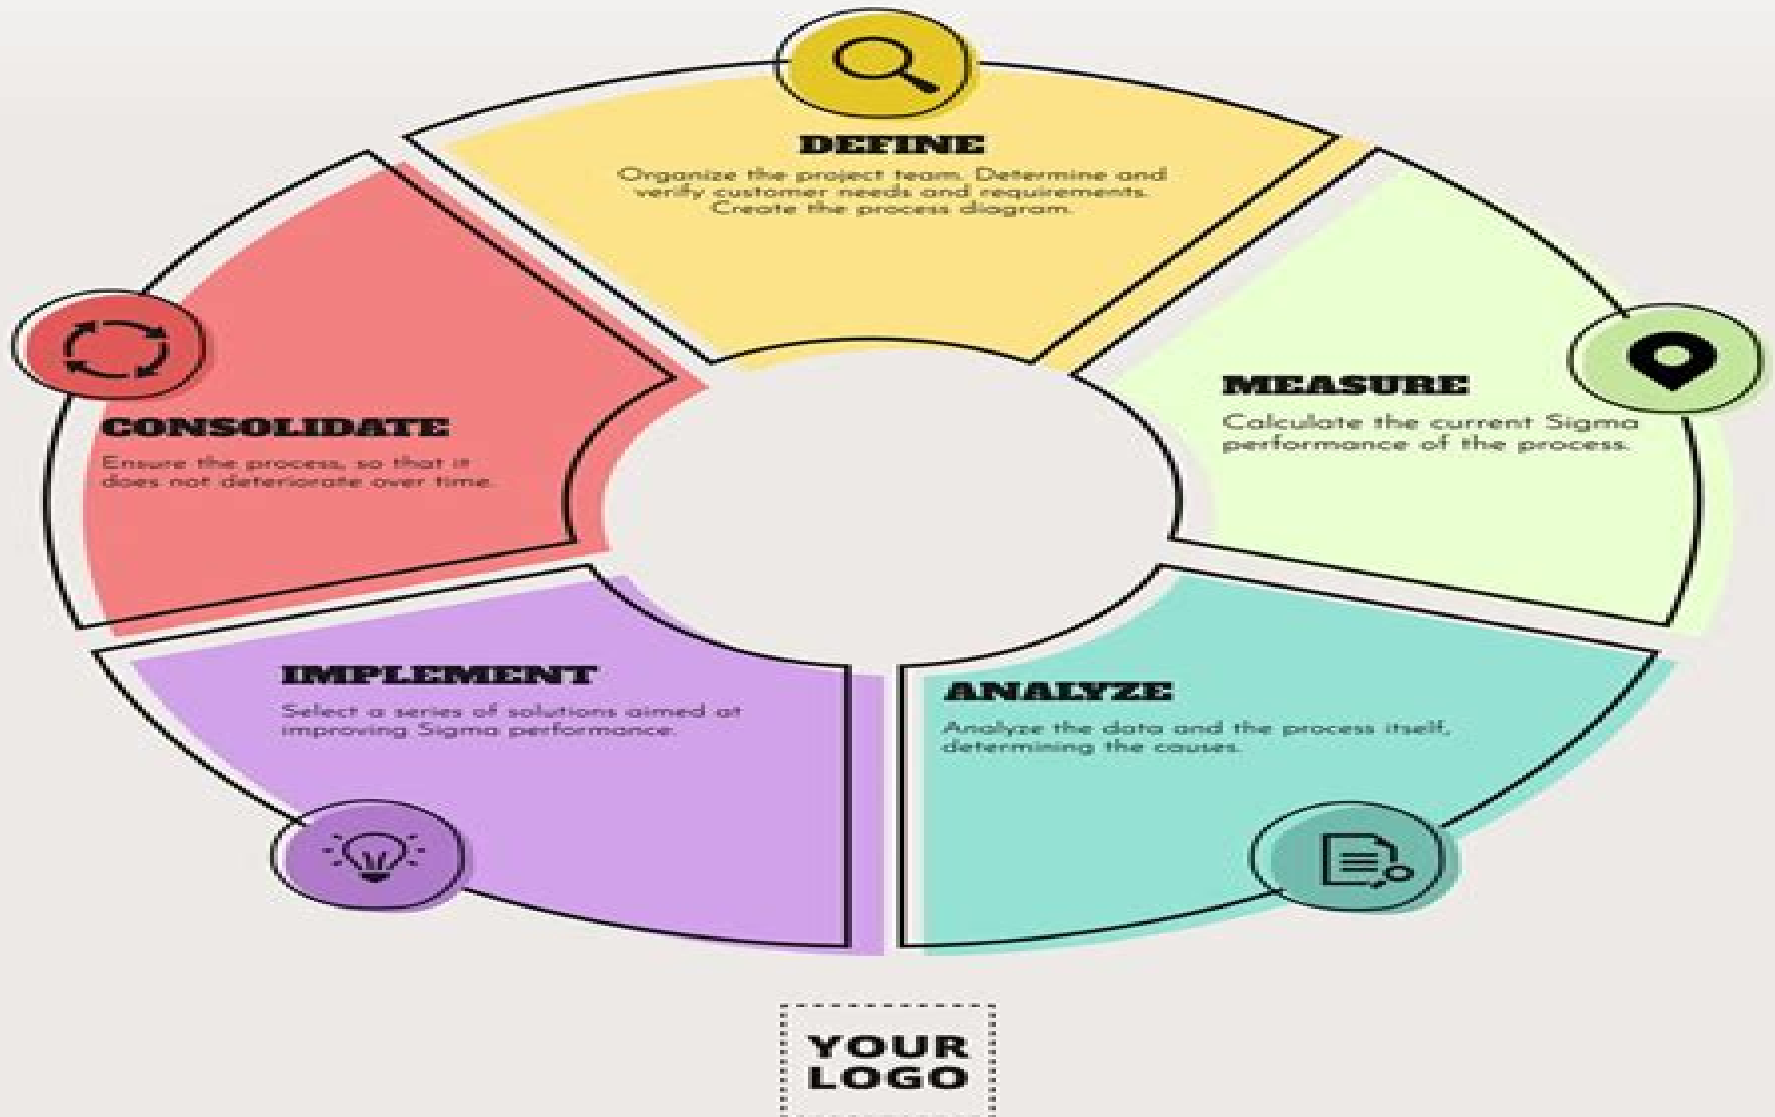 DEFINE
Organize the project team. Determine and
verify customer needs and requirements.
Create the process diagram.
MEASURE
Calculate the current Sigma
performance of the process.
ANALYZE
Analyze the data and the process itself,
determining the causes.
IMPLEMENT
Select a series of solutions aimed at
improving Sigma performance.
CONSOLIDATE
Ensure the process, so that it
does not deteriorate over time.
YOUR
LOGO